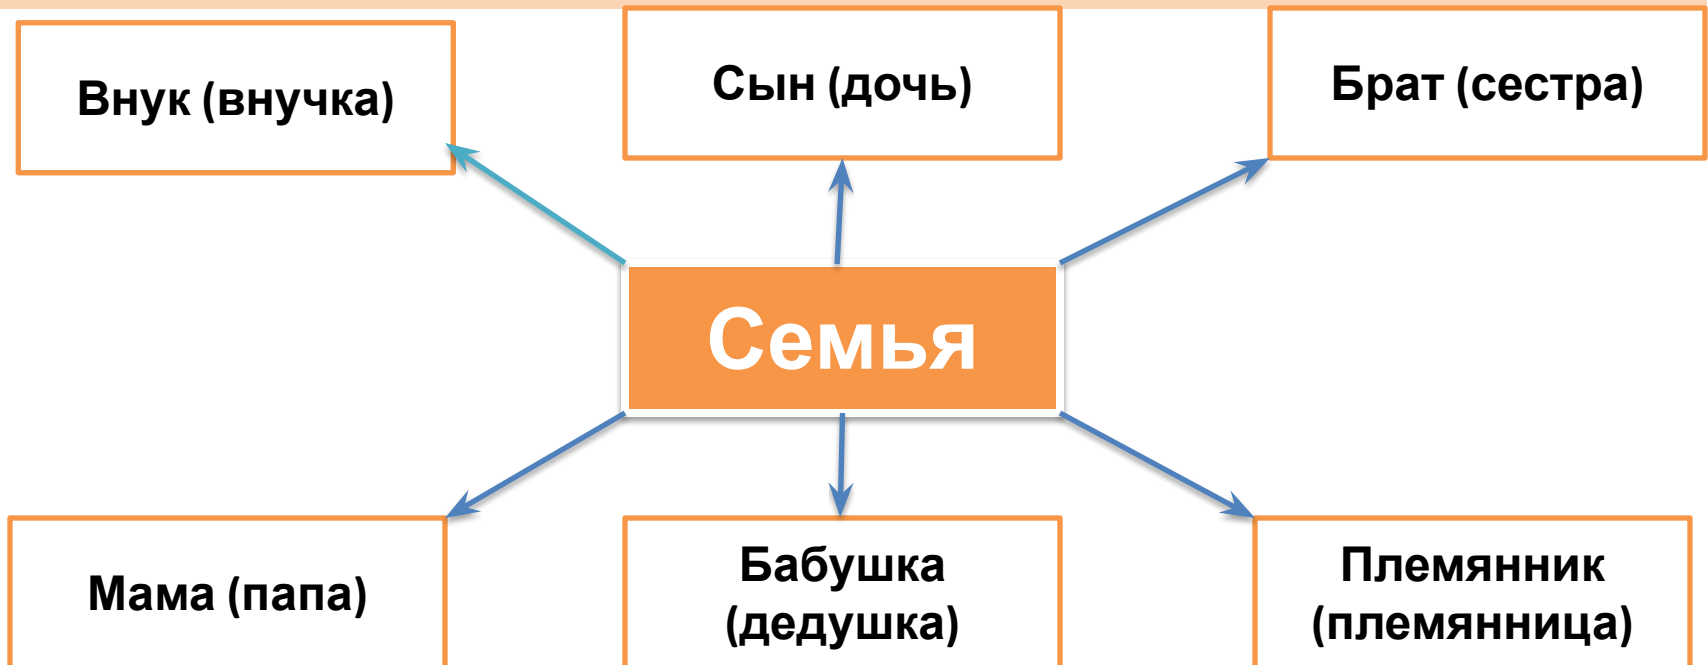 Внук (внучка)
Сын (дочь)
Брат (сестра)
Семья
Мама (папа)
Бабушка
(дедушка)
Племянник
(племянница)